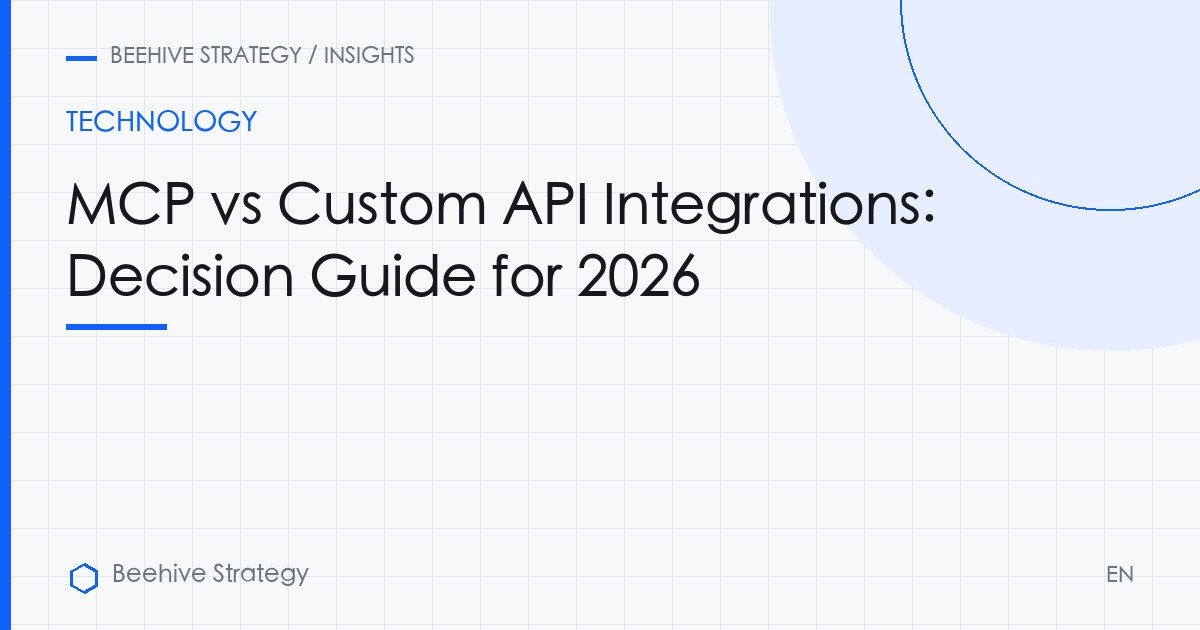 BEEHIVE STRATEGY / INSIGHTS
TECHNOLOGY
MCP vs Custom API Integrations:
Decision Guide for 2026
Beehive Strategy
EN